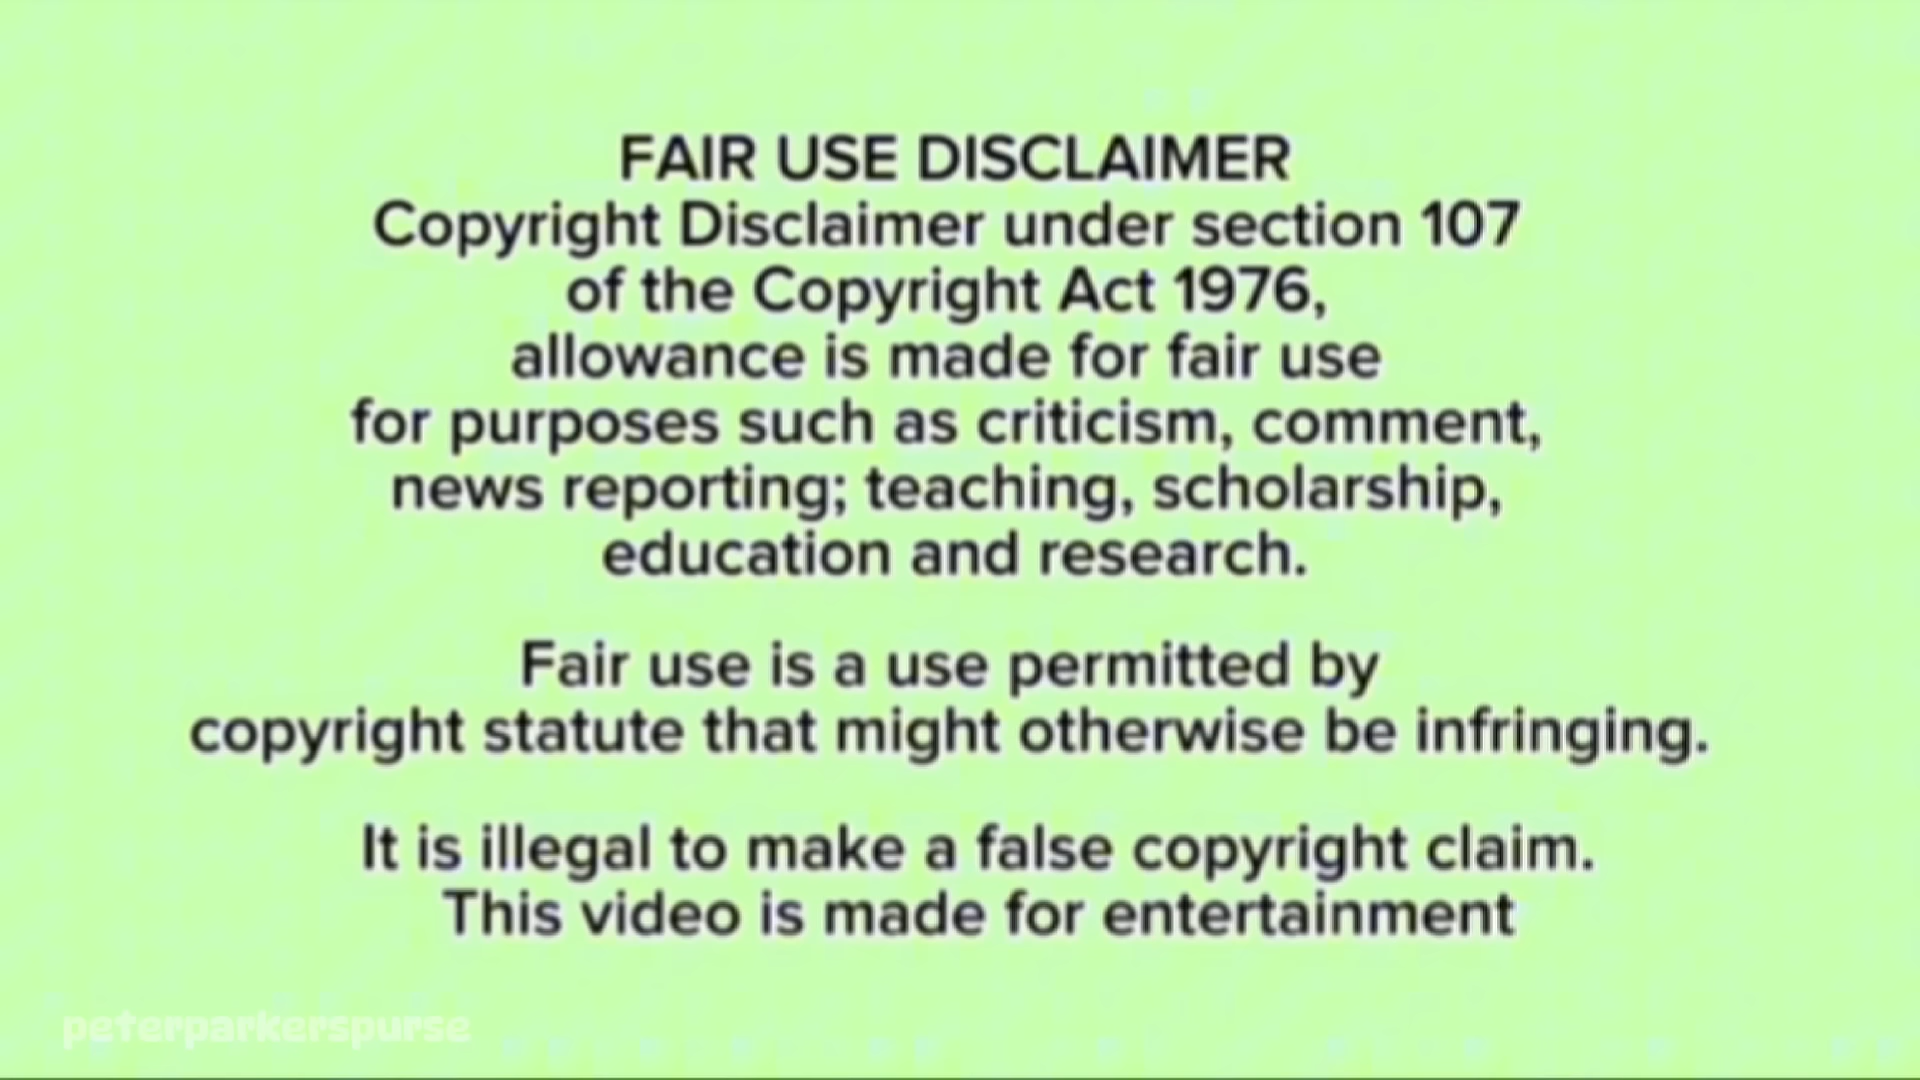 FAIR USE DISCLAIMER
Copyright Disclaimer under section 107
of the Copyright Act 1976,
allowance is made for fair use
for purposes such as criticism, comment,
news reporting; teaching, scholarship,
education and research.
Fair use is a use permitted by
copyright statute that might otherwise be infringing.
It is illegal to make a false copyright claim.
This video is made for entertainment
peterparkerspurse